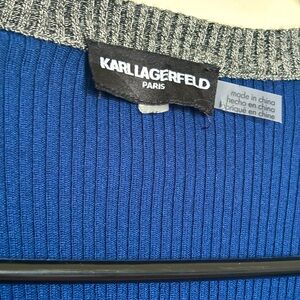 KARL LAGERFELD
PARIS
made in china
hecho en china
fabriqué en chine